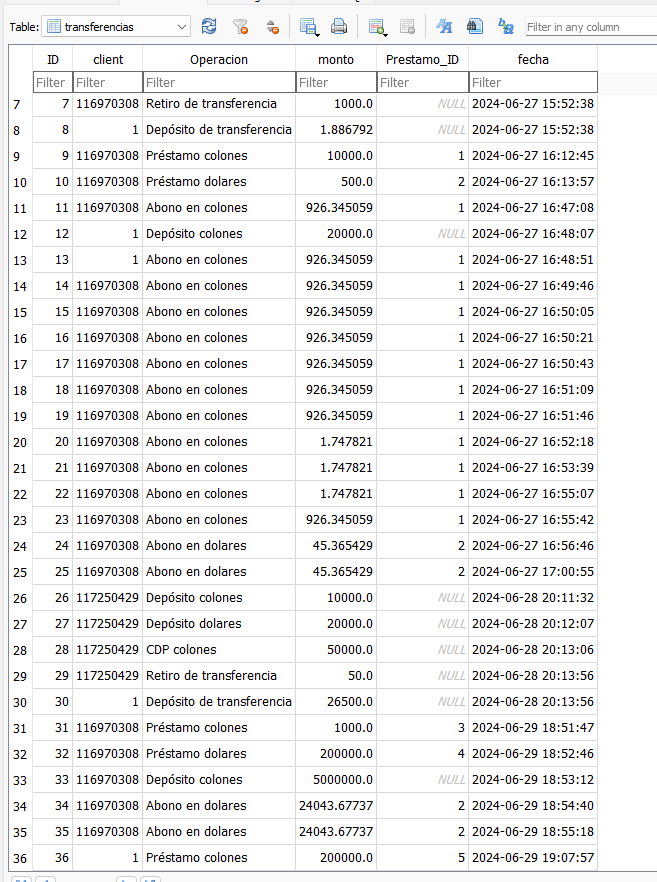 Table: transferencias Filter in any column
ID client Operacion monto Prestamo_ID fecha
Filter Filter Filter Filter Filter Filter
7 7 116970308 Retiro de transferencia 1000.0 NULL 2024-06-27 15:52:38
8 8 1 Depósito de transferencia 1.886792 NULL 2024-06-27 15:52:38
9 9 116970308 Préstamo colones 10000.0 1 2024-06-27 16:12:45
10 10 116970308 Préstamo dolares 500.0 2 2024-06-27 16:13:57
11 11 116970308 Abono en colones 926.345059 1 2024-06-27 16:47:08
12 12 1 Depósito colones 20000.0 NULL 2024-06-27 16:48:07
13 13 1 Abono en colones 926.345059 1 2024-06-27 16:48:51
14 14 116970308 Abono en colones 926.345059 1 2024-06-27 16:49:46
15 15 116970308 Abono en colones 926.345059 1 2024-06-27 16:50:05
16 16 116970308 Abono en colones 926.345059 1 2024-06-27 16:50:21
17 17 116970308 Abono en colones 926.345059 1 2024-06-27 16:50:43
18 18 116970308 Abono en colones 926.345059 1 2024-06-27 16:51:09
19 19 116970308 Abono en colones 926.345059 1 2024-06-27 16:51:46
20 20 116970308 Abono en colones 1.747821 1 2024-06-27 16:52:18
21 21 116970308 Abono en colones 1.747821 1 2024-06-27 16:53:39
22 22 116970308 Abono en colones 1.747821 1 2024-06-27 16:55:07
23 23 116970308 Abono en colones 926.345059 1 2024-06-27 16:55:42
24 24 116970308 Abono en dolares 45.365429 2 2024-06-27 16:56:46
25 25 116970308 Abono en dolares 45.365429 2 2024-06-27 17:00:55
26 26 117250429 Depósito colones 10000.0 NULL 2024-06-28 20:11:32
27 27 117250429 Depósito dolares 20000.0 NULL 2024-06-28 20:12:07
28 28 117250429 CDP colones 50000.0 NULL 2024-06-28 20:13:06
29 29 117250429 Retiro de transferencia 50.0 NULL 2024-06-28 20:13:56
30 30 1 Depósito de transferencia 26500.0 NULL 2024-06-28 20:13:56
31 31 116970308 Préstamo colones 1000.0 3 2024-06-29 18:51:47
32 32 116970308 Préstamo dolares 200000.0 4 2024-06-29 18:52:46
33 33 116970308 Depósito colones 5000000.0 NULL 2024-06-29 18:53:12
34 34 116970308 Abono en dolares 24043.67737 2 2024-06-29 18:54:40
35 35 116970308 Abono en dolares 24043.67737 2 2024-06-29 18:55:18
36 36 1 Préstamo colones 200000.0 5 2024-06-29 19:07:57